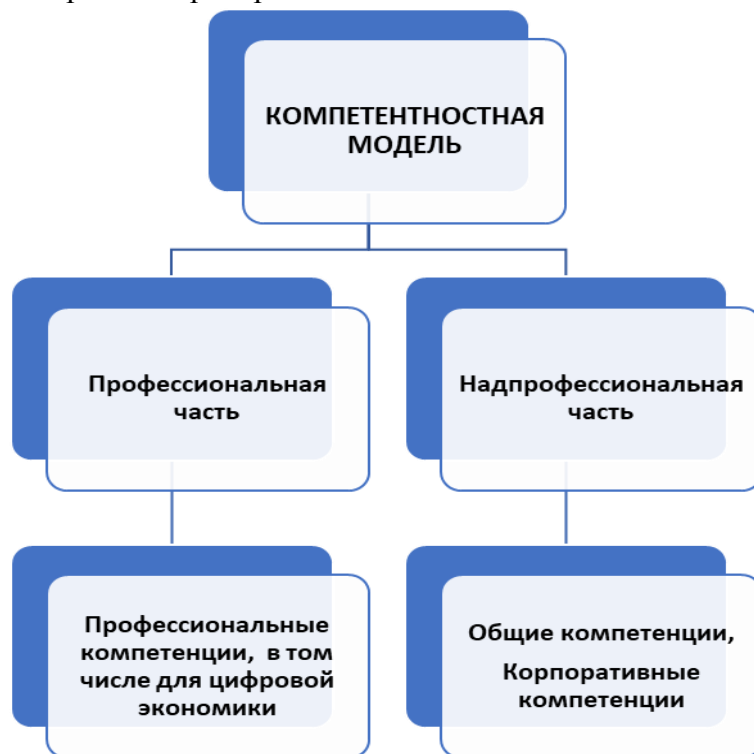 КОМПЕТЕНТНОСТНАЯ
МОДЕЛЬ
Профессиональная
часть
Надпрофессиональная
часть
Профессиональные
компетенции, в том
числе для цифровой
экономики
Общие компетенции,
Корпоративные
компетенции